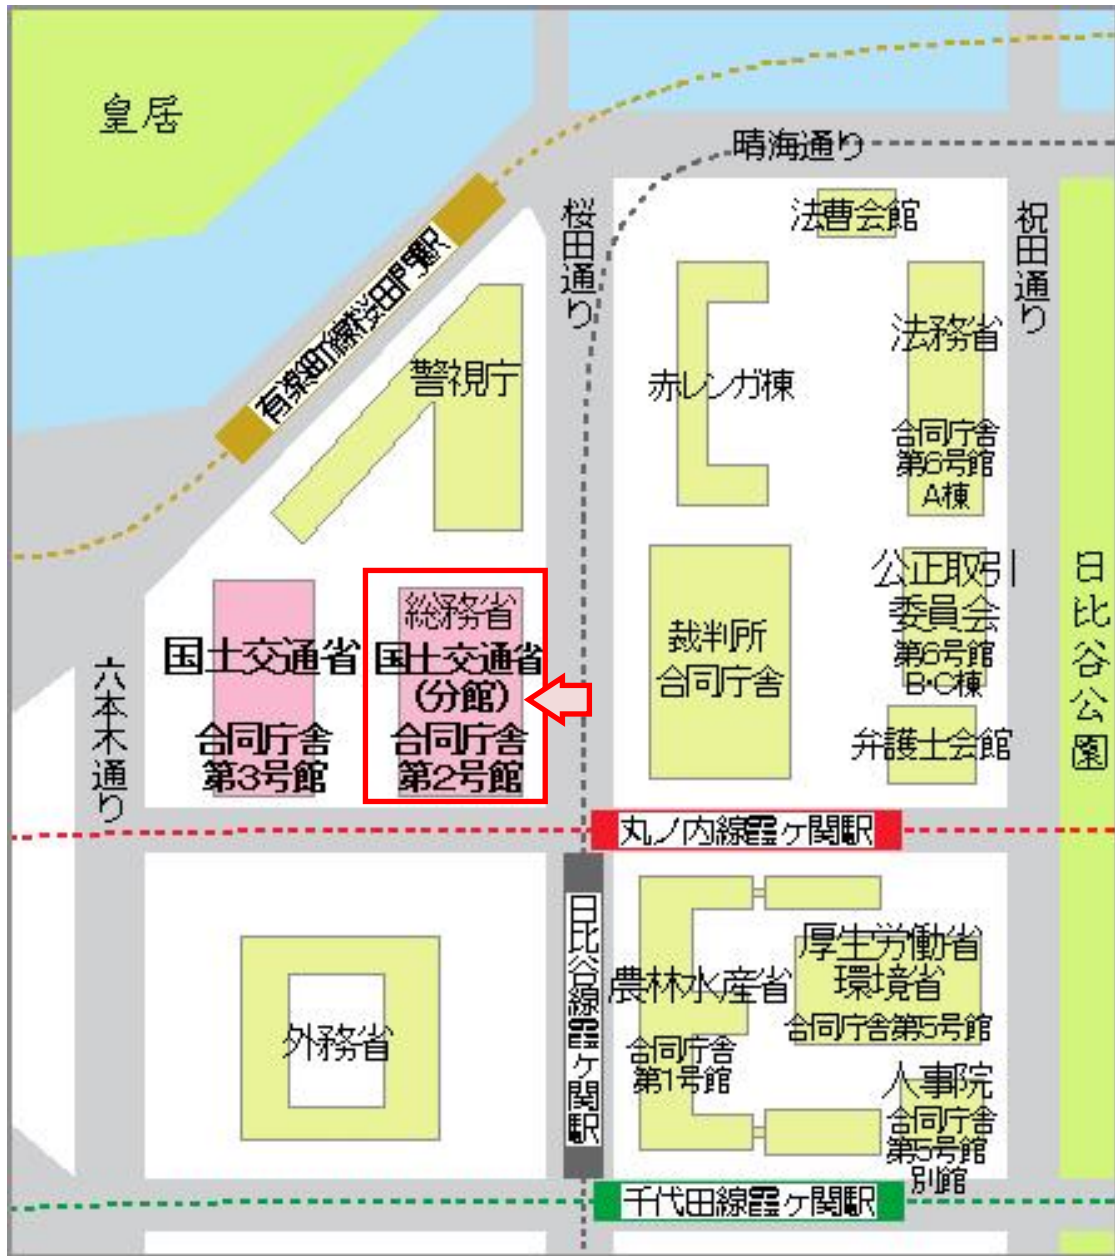 皇居
晴海通り
桜田通り
祝田通り
法曹会館
有楽町線桜田門駅
警視庁
赤レンガ棟
法務省
合同庁舎
第6号館
A棟
公正取引
委員会
第6号館
B・C棟
日比谷公園
総務省
国土交通省
(分館)
合同庁舎
第2号館
国土交通省
合同庁舎
第3号館
六本木通り
裁判所
合同庁舎
弁護士会館
丸ノ内線霞ヶ関駅
日比谷線霞ヶ関駅
農林水産省
合同庁舎
第1号館
厚生労働省
環境省
合同庁舎第5号館
外務省
人事院
合同庁舎
第5号館
別館
千代田線霞ヶ関駅